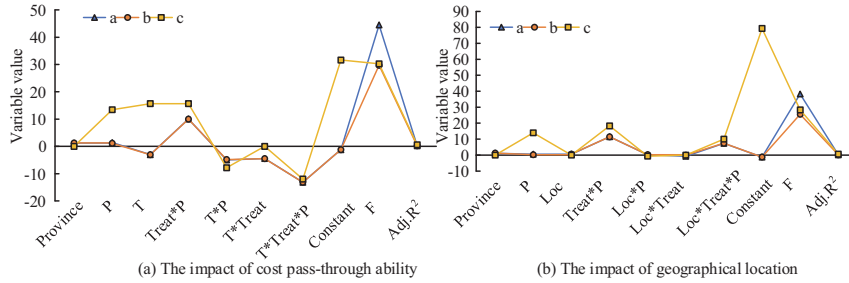 a b c
Variable value
50
40
30
20
10
0
-10
-20
Province
P
T
Treat*P
T*P
T*Treat
T*Treat*P
Constant
F
Adj.R²
(a) The impact of cost pass-through ability
a b c
Variable value
90
80
70
60
50
40
30
20
10
0
-10
Province
P
Loc
Treat*P
Loc*P
Loc*Treat
Loc*Treat*P
Constant
F
Adj.R²
(b) The impact of geographical location